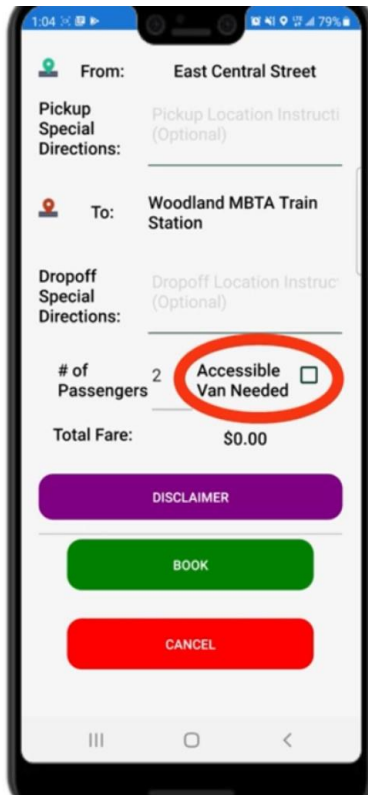 1:04
79%
From: East Central Street
Pickup
Special
Directions:
Pickup Location Instructi
(Optional)
To:
Woodland MBTA Train
Station
Dropoff
Special
Directions:
Dropoff Location Instruc
(Optional)
# of
Passengers
2
Accessible
Van Needed
Total Fare: $0.00
DISCLAIMER
BOOK
CANCEL